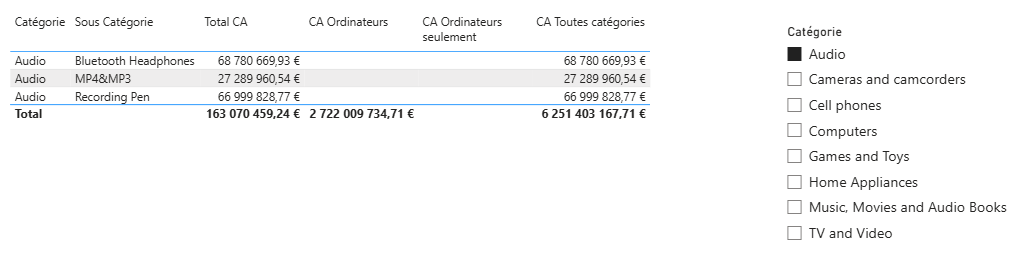 Catégorie Sous Catégorie Total CA CA Ordinateurs CA Ordinateurs seulement CA Toutes catégories
Audio Bluetooth Headphones 68 780 669,93 € 68 780 669,93 €
Audio MP4&MP3 27 289 960,54 € 27 289 960,54 €
Audio Recording Pen 66 999 828,77 € 66 999 828,77 €
Total 163 070 459,24 € 2 722 009 734,71 € 6 251 403 167,71 €
Catégorie
Audio
Cameras and camcorders
Cell phones
Computers
Games and Toys
Home Appliances
Music, Movies and Audio Books
TV and Video